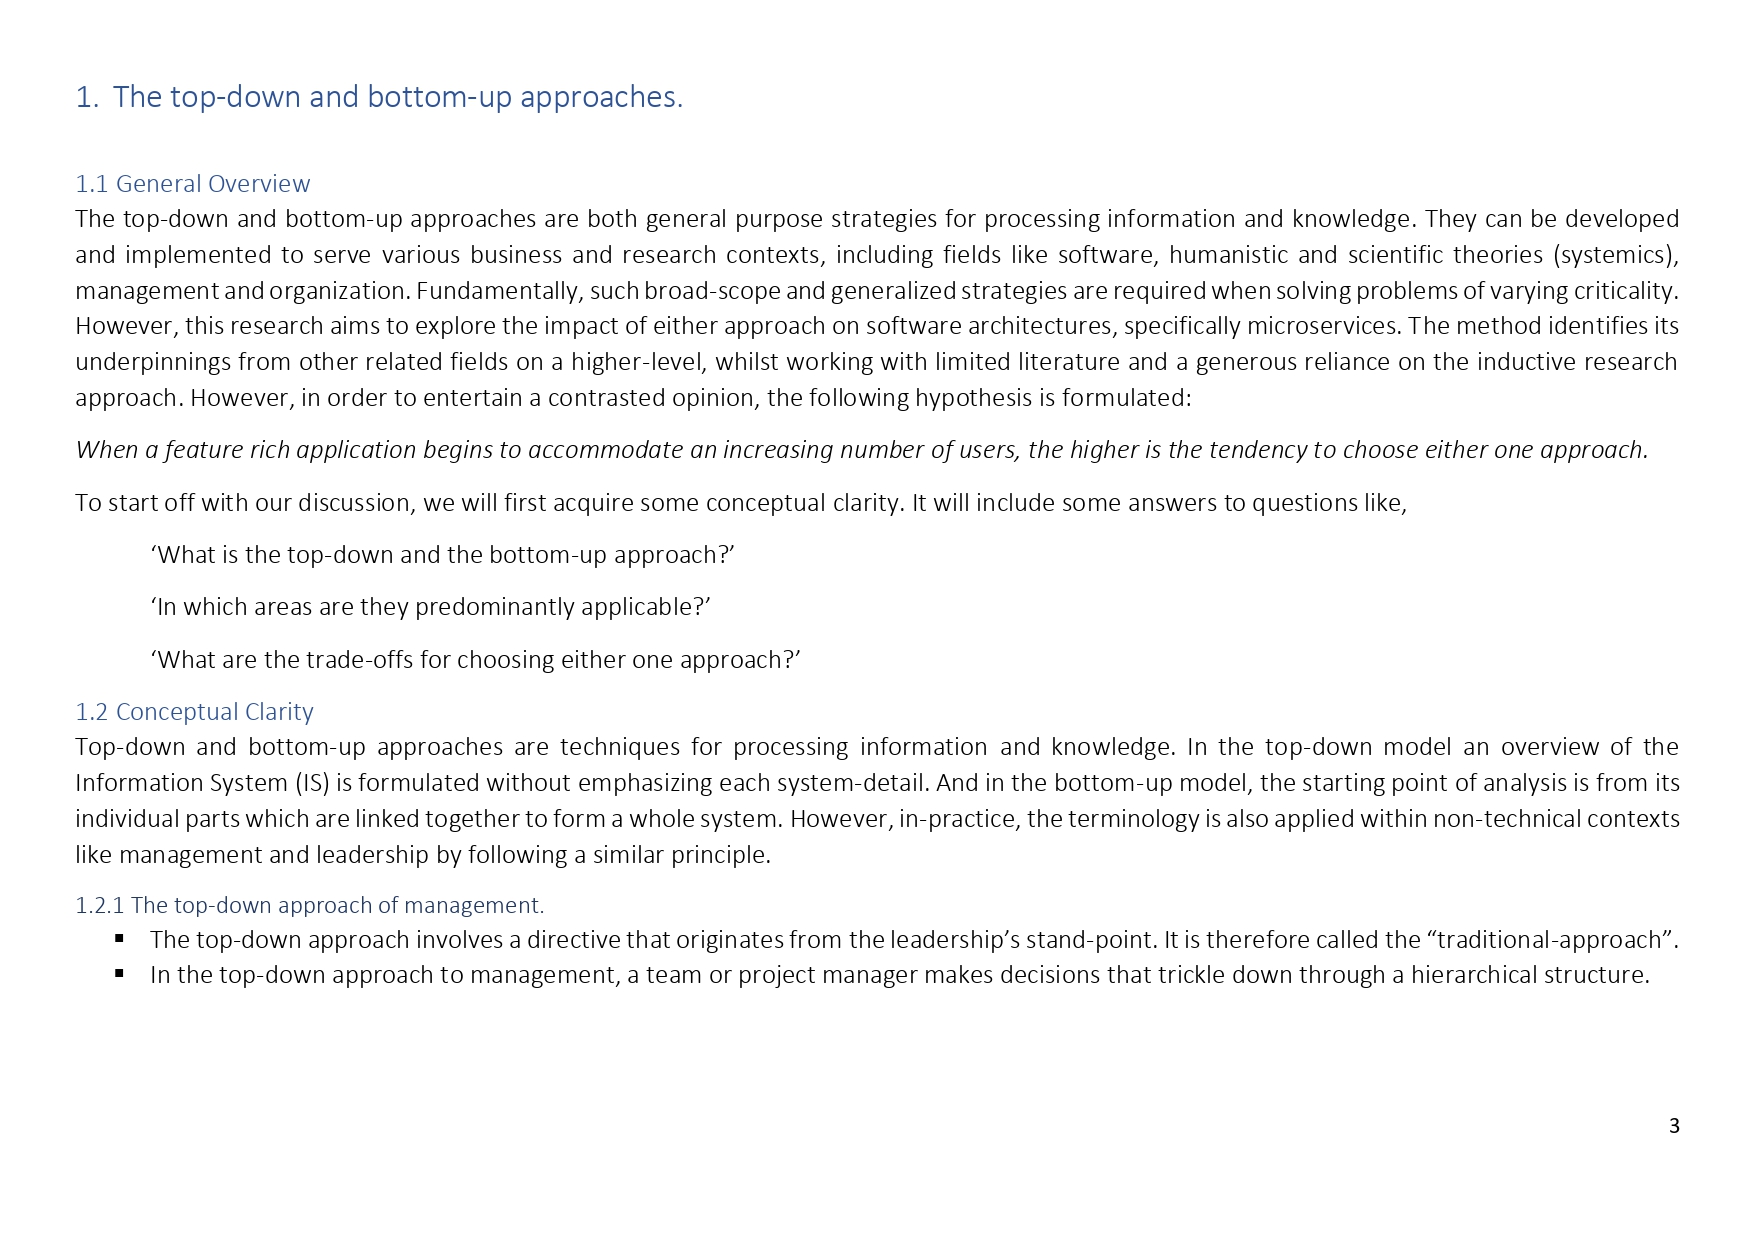 1. The top-down and bottom-up approaches.
1.1 General Overview
The top-down and bottom-up approaches are both general purpose strategies for processing information and knowledge. They can be developed
and implemented to serve various business and research contexts, including fields like software, humanistic and scientific theories (systemics),
management and organization. Fundamentally, such broad-scope and generalized strategies are required when solving problems of varying criticality.
However, this research aims to explore the impact of either approach on software architectures, specifically microservices. The method identifies its
underpinnings from other related fields on a higher-level, whilst working with limited literature and a generous reliance on the inductive research
approach. However, in order to entertain a contrasted opinion, the following hypothesis is formulated:
When a feature rich application begins to accommodate an increasing number of users, the higher is the tendency to choose either one approach.
To start off with our discussion, we will first acquire some conceptual clarity. It will include some answers to questions like,
‘What is the top-down and the bottom-up approach?’
‘In which areas are they predominantly applicable?’
‘What are the trade-offs for choosing either one approach?’
1.2 Conceptual Clarity
Top-down and bottom-up approaches are techniques for processing information and knowledge. In the top-down model an overview of the
Information System (IS) is formulated without emphasizing each system-detail. And in the bottom-up model, the starting point of analysis is from its
individual parts which are linked together to form a whole system. However, in-practice, the terminology is also applied within non-technical contexts
like management and leadership by following a similar principle.
1.2.1 The top-down approach of management.
▪ The top-down approach involves a directive that originates from the leadership’s stand-point. It is therefore called the “traditional-approach”.
▪ In the top-down approach to management, a team or project manager makes decisions that trickle down through a hierarchical structure.
3